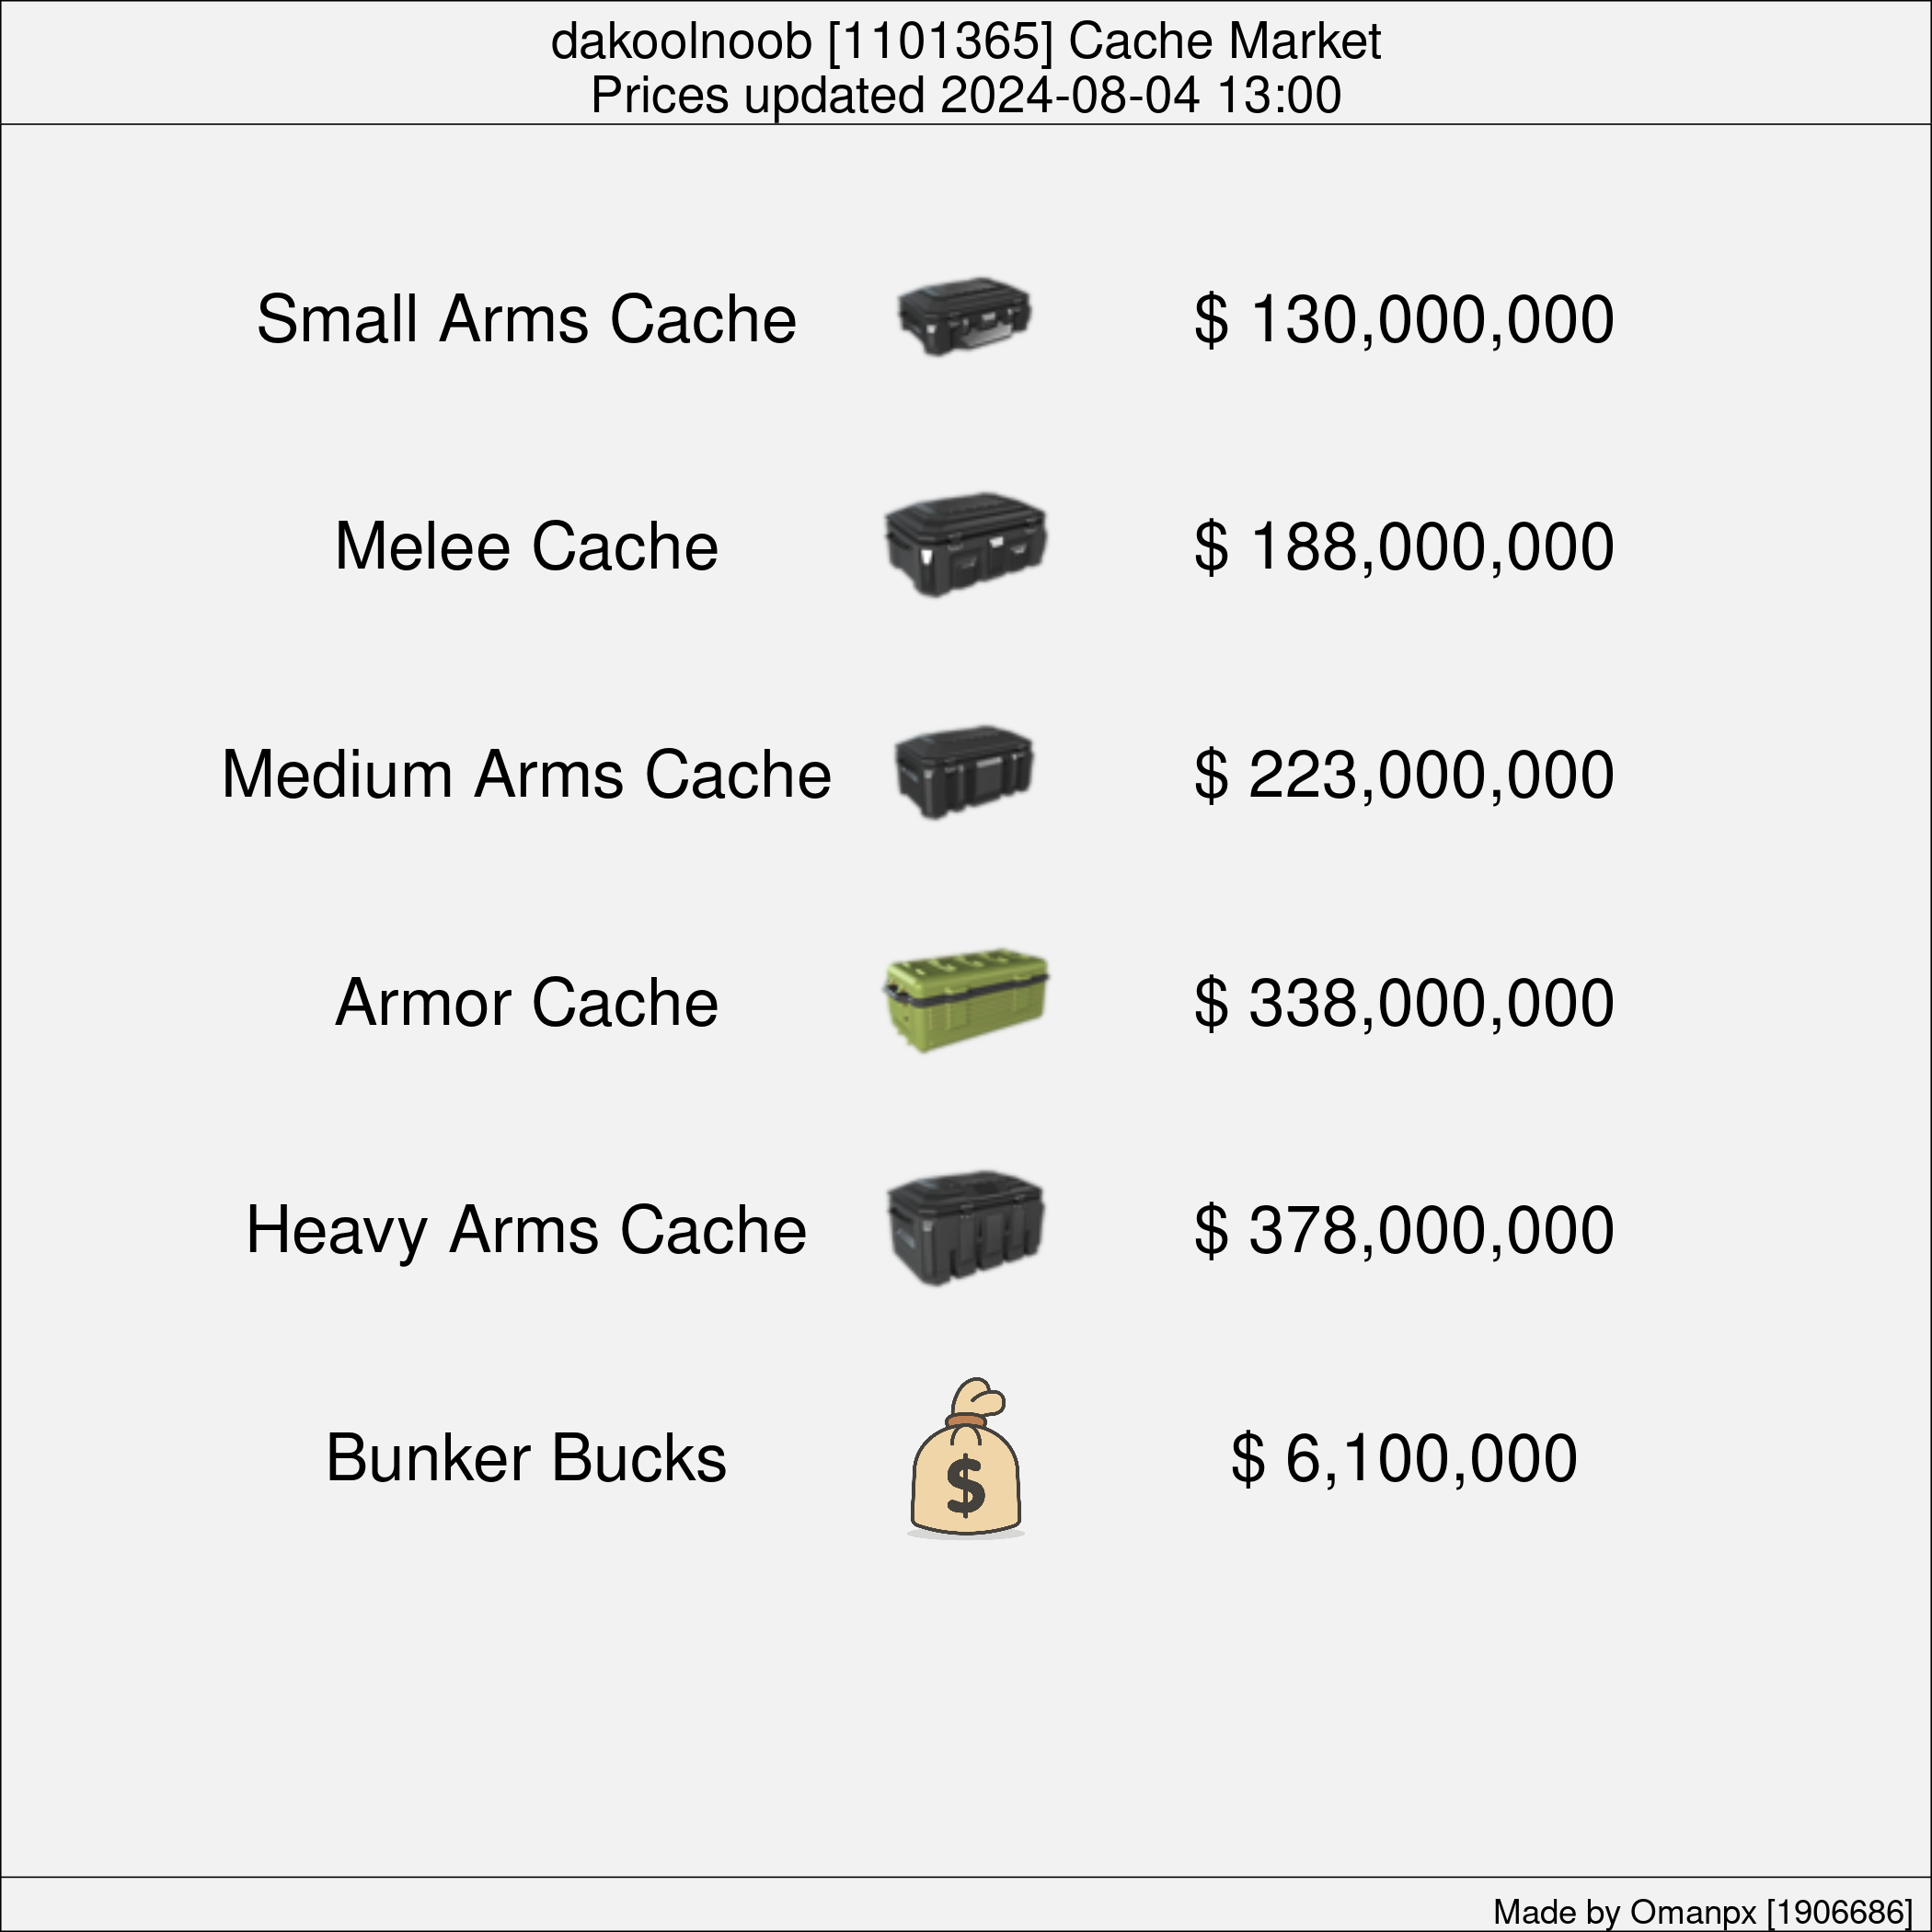 dakoolnoob [1101365] Cache Market
Prices updated 2024-08-04 13:00
Small Arms Cache $ 130,000,000
Melee Cache $ 188,000,000
Medium Arms Cache $ 223,000,000
Armor Cache $ 338,000,000
Heavy Arms Cache $ 378,000,000
Bunker Bucks $ $ 6,100,000
Made by Omanpx [1906686]